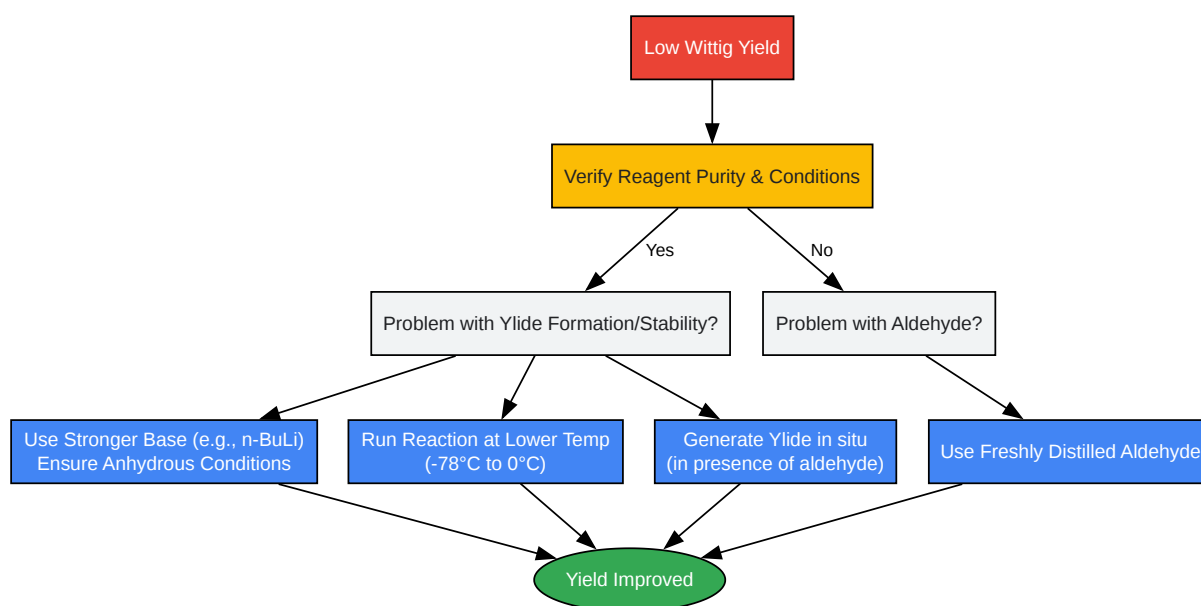 Low Wittig Yield
Verify Reagent Purity & Conditions
Yes
No
Problem with Ylide Formation/Stability?
Problem with Aldehyde?
Use Stronger Base (e.g., n-BuLi)
Ensure Anhydrous Conditions
Run Reaction at Lower Temp
(-78°C to 0°C)
Generate Ylide in situ
(in presence of aldehyde)
Use Freshly Distilled Aldehyde
Yield Improved